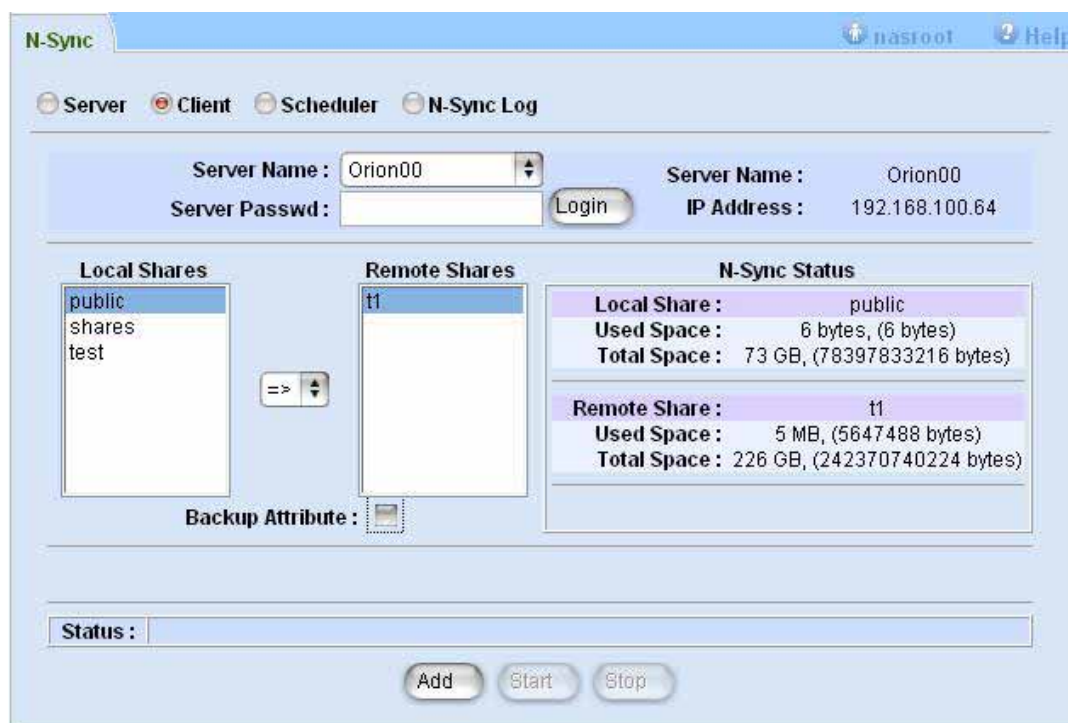 N-Sync nasroot Help
Server Client Scheduler N-Sync Log
Server Name : Orion00 Server Name : Orion00
Server Passwd : Login IP Address : 192.168.100.64
Local Shares Remote Shares N-Sync Status
public t1 Local Share : public
shares Used Space : 6 bytes, (6 bytes)
test Total Space : 73 GB, (78397833216 bytes)
=>
Remote Share : t1
Used Space : 5 MB, (5647488 bytes)
Total Space : 226 GB, (242370740224 bytes)
Backup Attribute :
Status :
Add Start Stop